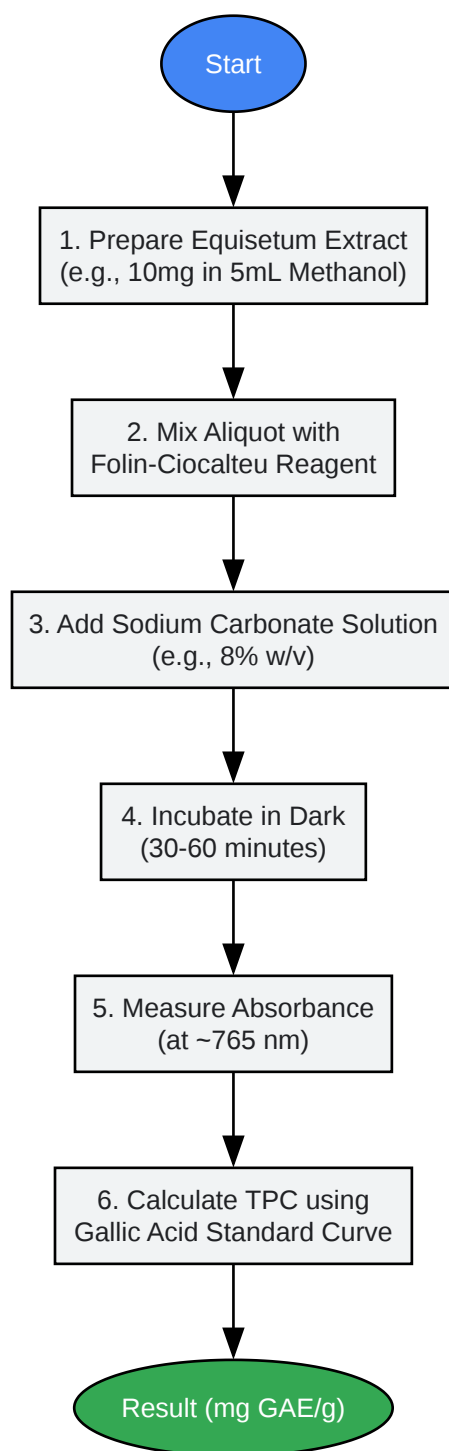 Start
1. Prepare Equisetum Extract
(e.g., 10mg in 5mL Methanol)
2. Mix Aliquot with
Folin-Ciocalteu Reagent
3. Add Sodium Carbonate Solution
(e.g., 8% w/v)
4. Incubate in Dark
(30-60 minutes)
5. Measure Absorbance
(at ~765 nm)
6. Calculate TPC using
Gallic Acid Standard Curve
Result (mg GAE/g)